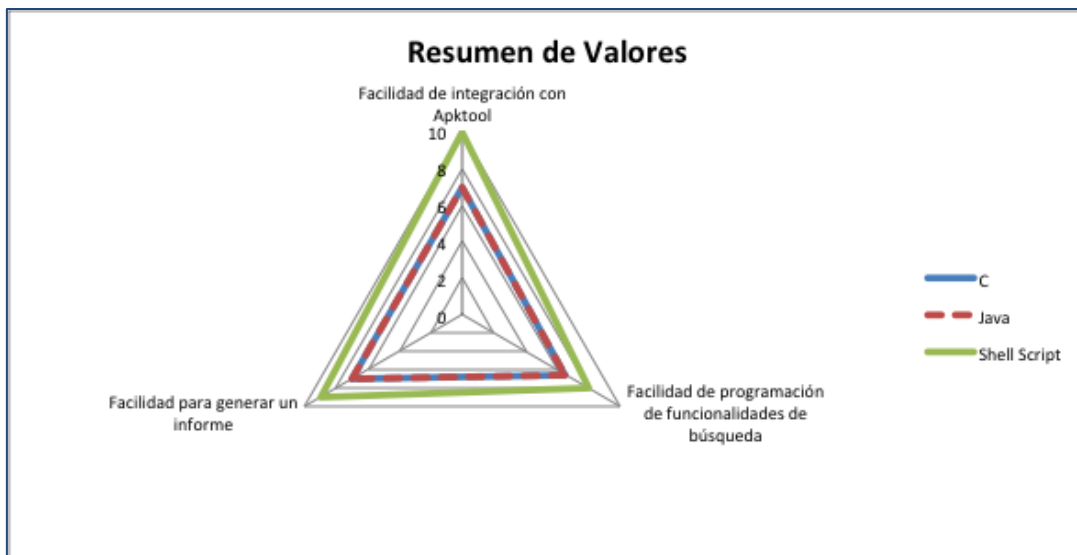 Resumen de Valores
Facilidad de integración con
Apktool
10
8
6
4
2
0
C
Java
Shell Script
Facilidad para generar un
informe
Facilidad de programación
de funcionalidades de
búsqueda